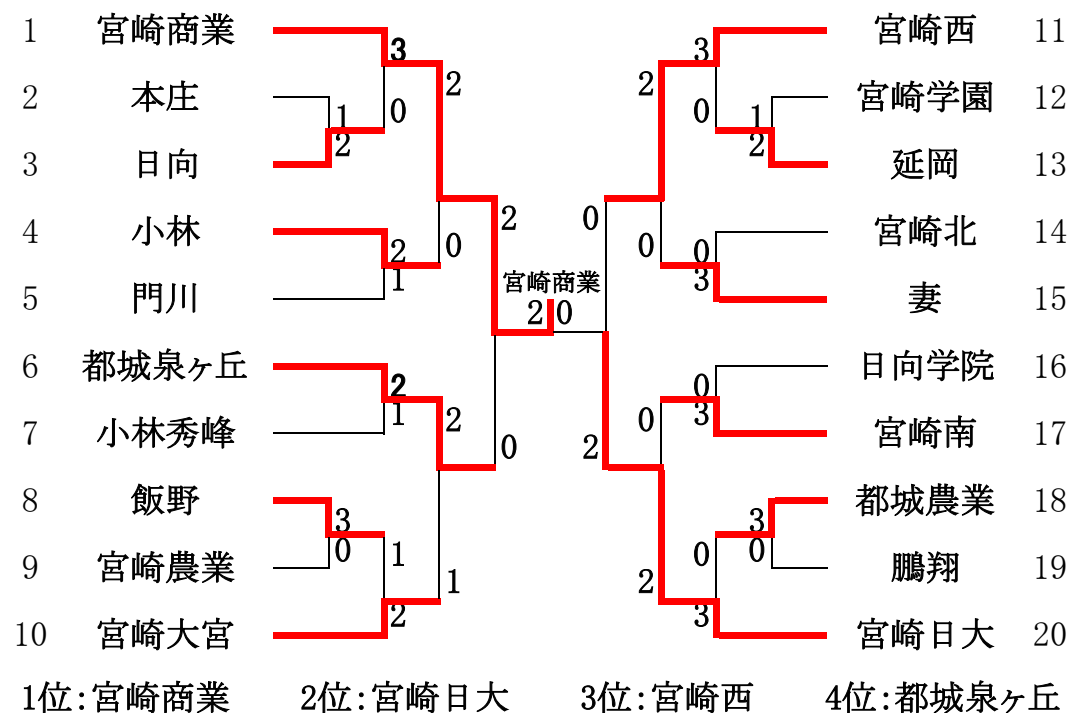 1 宮崎商業 3 2 2 3 宮崎西 11
2 本庄 1 0 0 1 宮崎学園 12
3 日向 2 2 延岡 13
4 小林 2 0 2 0 0 0 宮崎北 14
5 門川 1 宮崎商業 2 0 3 妻 15
6 都城泉ヶ丘 2 0 日向学院 16
7 小林秀峰 1 2 0 2 0 3 宮崎南 17
8 飯野 3 3 都城農業 18
9 宮崎農業 0 1 1 2 0 0 鵬翔 19
10 宮崎大宮 2 3 宮崎日大 20
1位:宮崎商業 2位:宮崎日大 3位:宮崎西 4位:都城泉ヶ丘